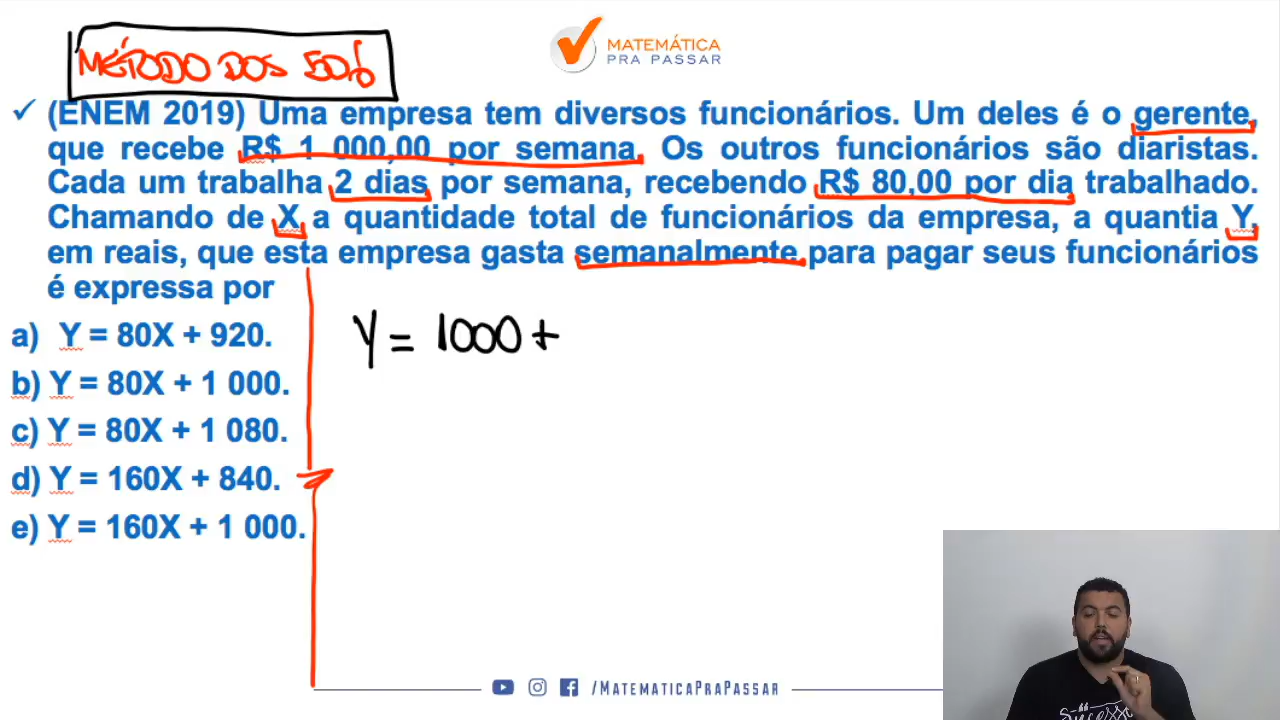 MÉTODO DOS 50!
MATEMÁTICA
PRA PASSAR
✓ (ENEM 2019) Uma empresa tem diversos funcionários. Um deles é o gerente,
que recebe R$ 1 000,00 por semana. Os outros funcionários são diaristas.
Cada um trabalha 2 dias por semana, recebendo R$ 80,00 por dia trabalhado.
Chamando de X a quantidade total de funcionários da empresa, a quantia Y,
em reais, que esta empresa gasta semanalmente para pagar seus funcionários
é expressa por
a) Y = 80X + 920.
b) Y = 80X + 1 000.
c) Y = 80X + 1 080.
d) Y = 160X + 840.
e) Y = 160X + 1 000.
Y = 1000 +
/MATEMATICAPRAPASSAR